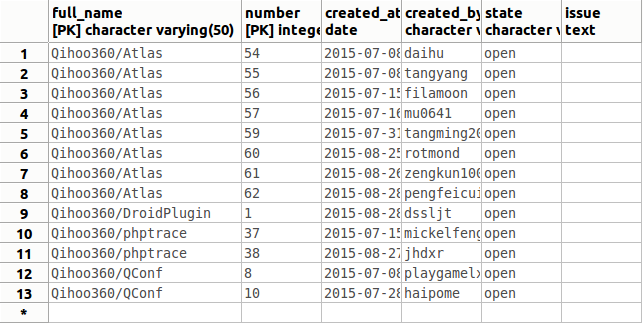 full_name number created_at created_by state issue
[PK] character varying(50) [PK] intege date character v character v text
1 Qihoo360/Atlas 54 2015-07-08 daihu open
2 Qihoo360/Atlas 55 2015-07-08 tangyang open
3 Qihoo360/Atlas 56 2015-07-15 filamoon open
4 Qihoo360/Atlas 57 2015-07-16 mu0641 open
5 Qihoo360/Atlas 59 2015-07-31 tangming20 open
6 Qihoo360/Atlas 60 2015-08-25 rotmond open
7 Qihoo360/Atlas 61 2015-08-26 zengkun100 open
8 Qihoo360/Atlas 62 2015-08-28 pengfeicui open
9 Qihoo360/DroidPlugin 1 2015-08-28 dssljt open
10 Qihoo360/phptrace 37 2015-07-15 mickelfeng open
11 Qihoo360/phptrace 38 2015-08-27 jhdxr open
12 Qihoo360/QConf 8 2015-07-08 playgamelx open
13 Qihoo360/QConf 10 2015-07-28 haipome open
*